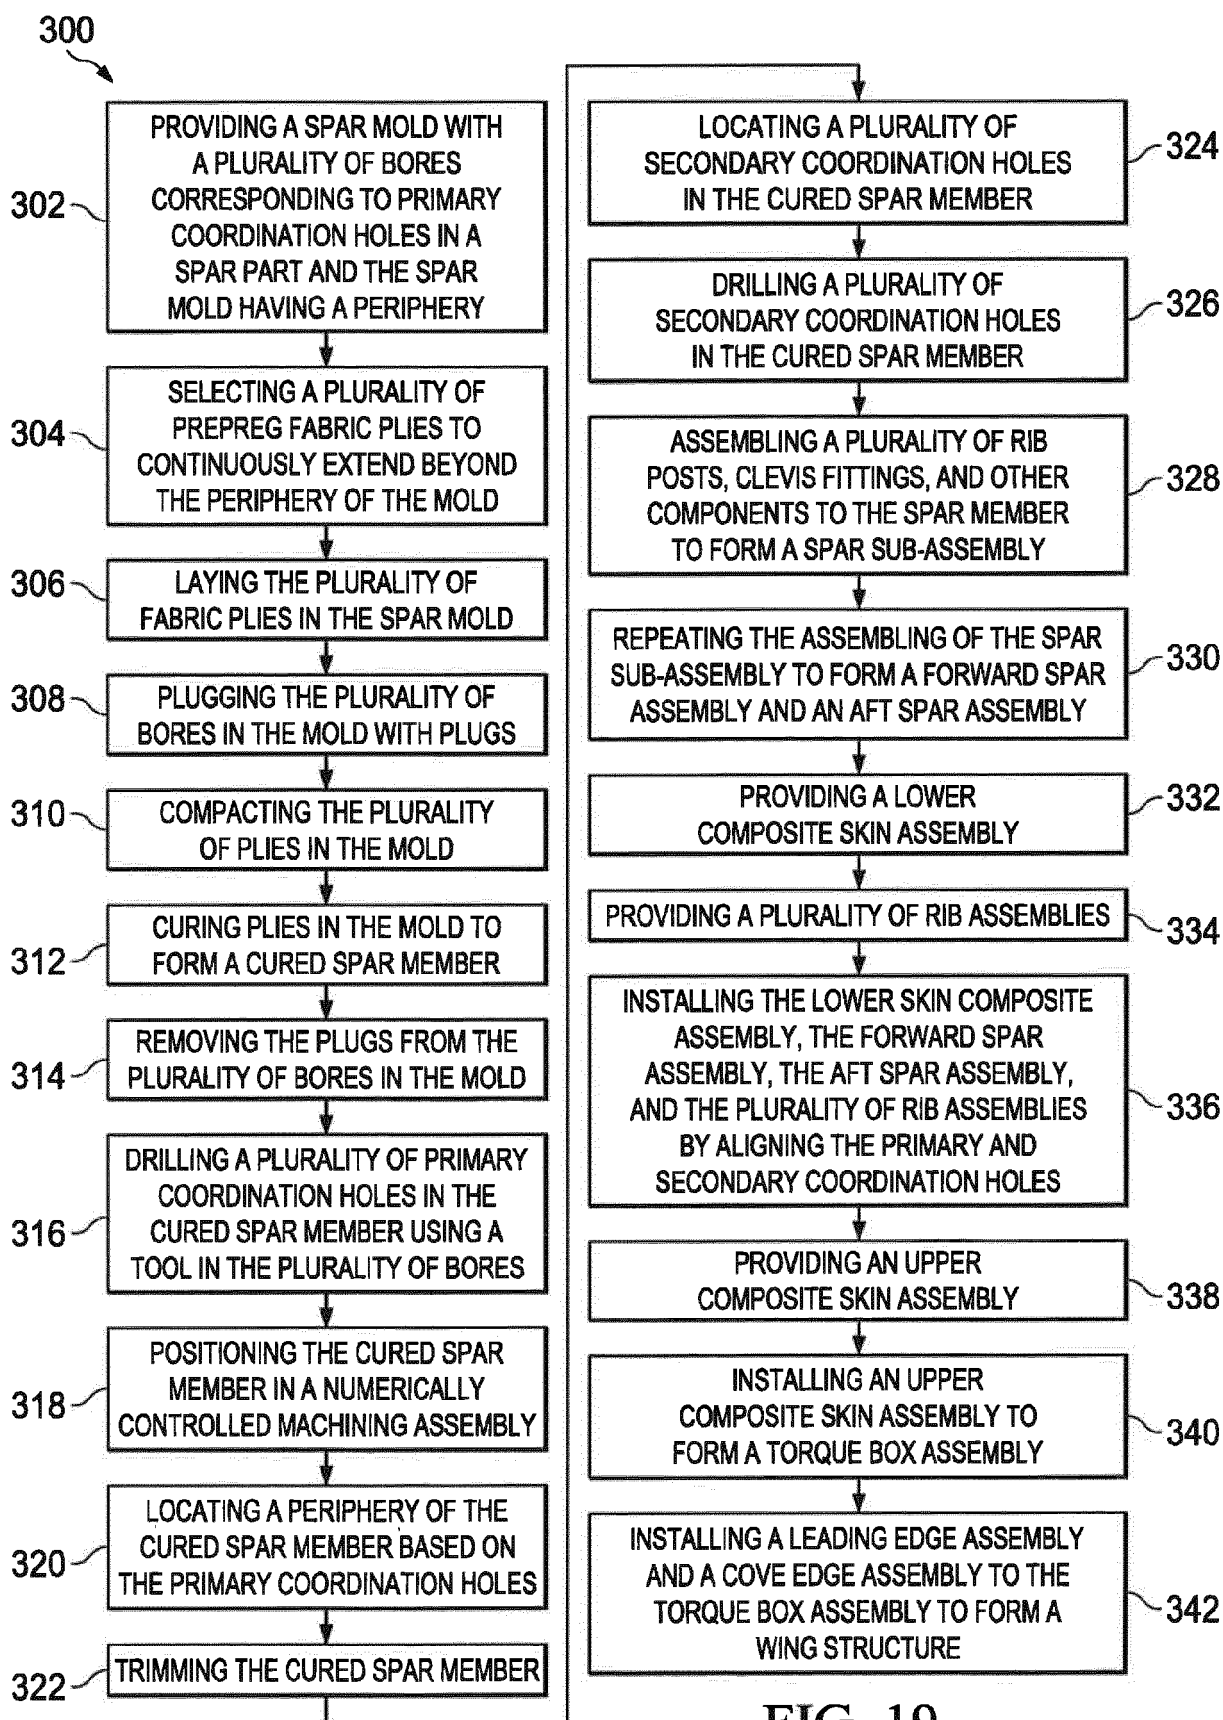 300
302
PROVIDING A SPAR MOLD WITH
A PLURALITY OF BORES
CORRESPONDING TO PRIMARY
COORDINATION HOLES IN A
SPAR PART AND THE SPAR
MOLD HAVING A PERIPHERY
304
SELECTING A PLURALITY OF
PREPREG FABRIC PLIES TO
CONTINUOUSLY EXTEND BEYOND
THE PERIPHERY OF THE MOLD
306
LAYING THE PLURALITY OF
FABRIC PLIES IN THE SPAR MOLD
308
PLUGGING THE PLURALITY OF
BORES IN THE MOLD WITH PLUGS
310
COMPACTING THE PLURALITY
OF PLIES IN THE MOLD
312
CURING PLIES IN THE MOLD TO
FORM A CURED SPAR MEMBER
314
REMOVING THE PLUGS FROM THE
PLURALITY OF BORES IN THE MOLD
316
DRILLING A PLURALITY OF PRIMARY
COORDINATION HOLES IN THE
CURED SPAR MEMBER USING A
TOOL IN THE PLURALITY OF BORES
318
POSITIONING THE CURED SPAR
MEMBER IN A NUMERICALLY
CONTROLLED MACHINING ASSEMBLY
320
LOCATING A PERIPHERY OF THE
CURED SPAR MEMBER BASED ON
THE PRIMARY COORDINATION HOLES
322
TRIMMING THE CURED SPAR MEMBER
LOCATING A PLURALITY OF
SECONDARY COORDINATION HOLES
IN THE CURED SPAR MEMBER
324
DRILLING A PLURALITY OF
SECONDARY COORDINATION HOLES
IN THE CURED SPAR MEMBER
326
ASSEMBLING A PLURALITY OF RIB
POSTS, CLEVIS FITTINGS, AND OTHER
COMPONENTS TO THE SPAR MEMBER
TO FORM A SPAR SUB-ASSEMBLY
328
REPEATING THE ASSEMBLING OF THE SPAR
SUB-ASSEMBLY TO FORM A FORWARD SPAR
ASSEMBLY AND AN AFT SPAR ASSEMBLY
330
PROVIDING A LOWER
COMPOSITE SKIN ASSEMBLY
332
PROVIDING A PLURALITY OF RIB ASSEMBLIES
334
INSTALLING THE LOWER SKIN COMPOSITE
ASSEMBLY, THE FORWARD SPAR
ASSEMBLY, THE AFT SPAR ASSEMBLY,
AND THE PLURALITY OF RIB ASSEMBLIES
BY ALIGNING THE PRIMARY AND
SECONDARY COORDINATION HOLES
336
PROVIDING AN UPPER
COMPOSITE SKIN ASSEMBLY
338
INSTALLING AN UPPER
COMPOSITE SKIN ASSEMBLY TO
FORM A TORQUE BOX ASSEMBLY
340
INSTALLING A LEADING EDGE ASSEMBLY
AND A COVE EDGE ASSEMBLY TO THE
TORQUE BOX ASSEMBLY TO FORM A
WING STRUCTURE
342
FIG. 19